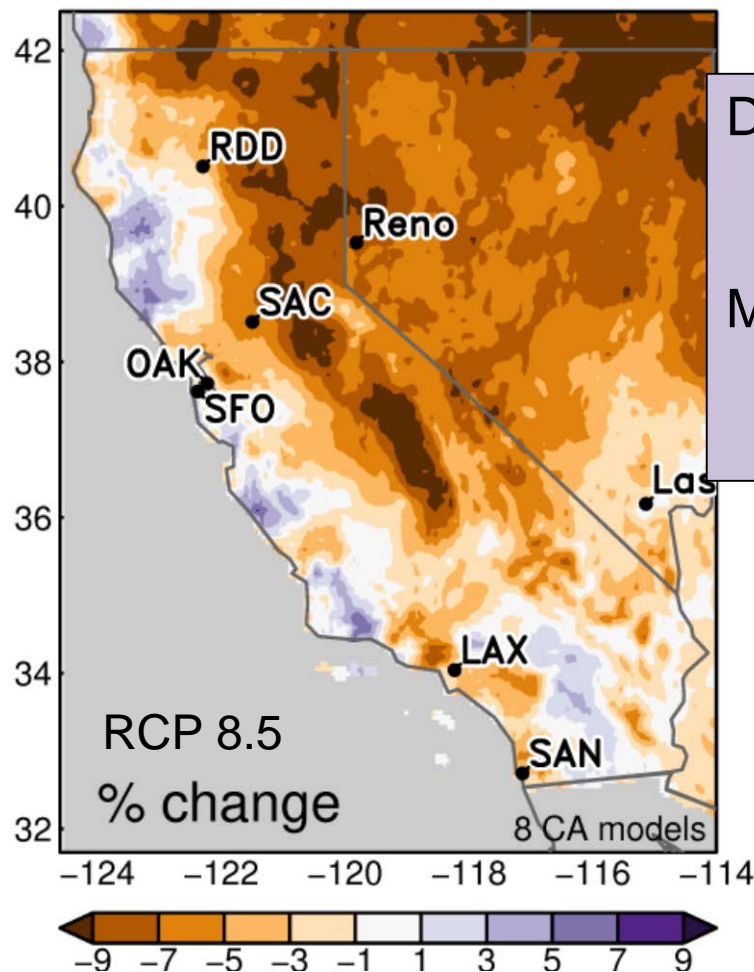 42
D
RDD
40
Reno
M
SAC
38
OAK
SFO
Las
36
LAX
34
RCP 8.5
SAN
% change
32
8 CA models
−124 −122 −120 −118 −116 −114
−9 −7 −5 −3 −1 1 3 5 7 9